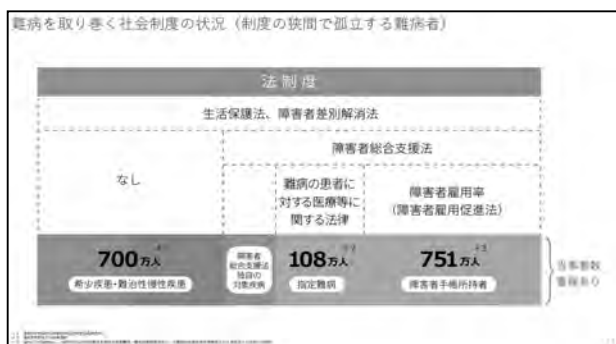 難病を取り巻く社会制度の状況（制度の狭間で孤立する難病者）
法制度
生活保護法、障害者差別解消法
障害者総合支援法
なし
難病の患者に
対する医療等に
関する法律
障害者雇用率
（障害者雇用促進法）
700万人
希少疾患・難治性慢性疾患
障害者
総合支援法
独自の
対象疾病
108万人
指定難病
751万人
障害者手帳所持者
当事者数
重複あり